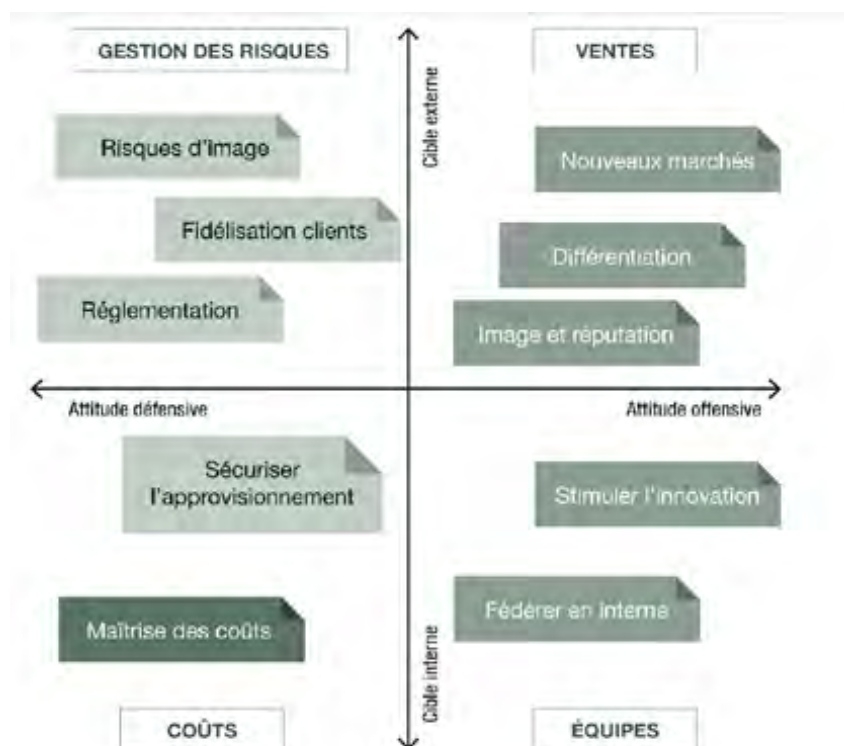 GESTION DES RISQUES
VENTES
Cible externe
Risques d'image
Nouveaux marchés
Fidélisation clients
Différentiation
Réglementation
Image et réputation
Attitude défensive
Attitude offensive
Sécuriser
l'approvisionnement
Stimuler l'innovation
Fédérer en interne
Maîtrise des coûts
Cible interne
COÛTS
ÉQUIPES